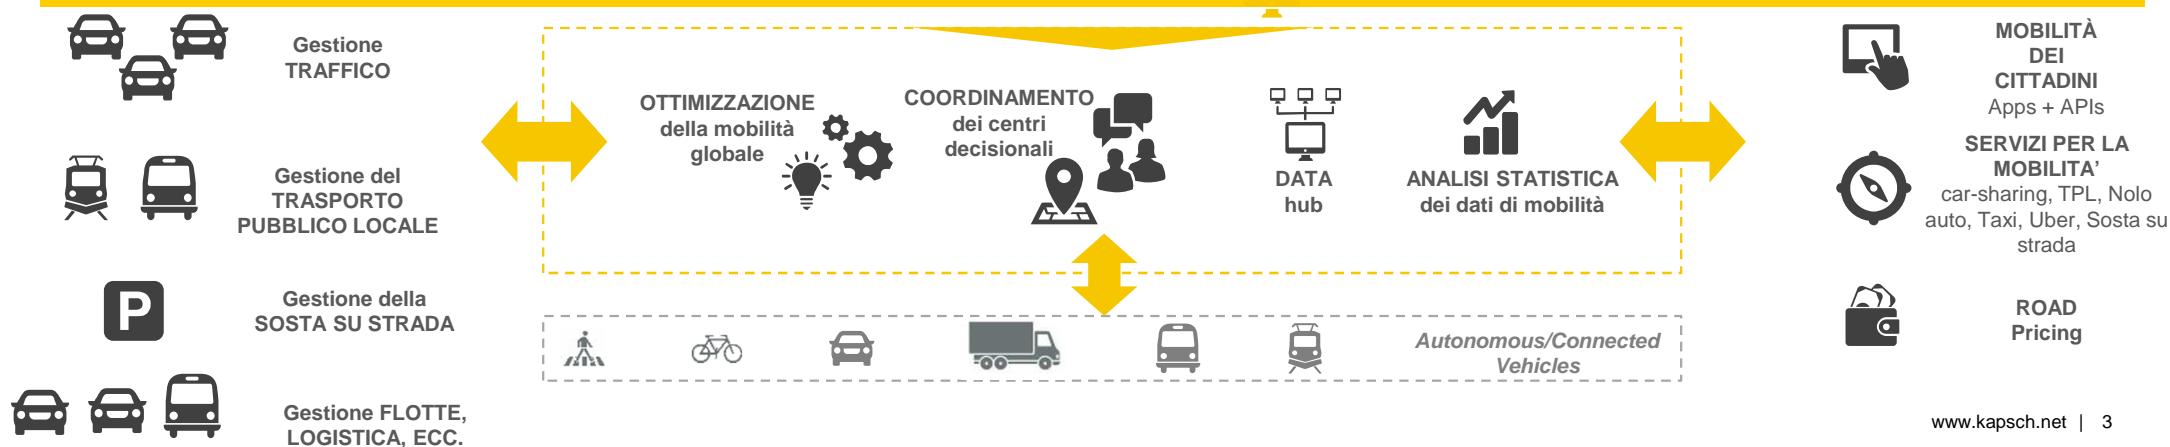 Gestione
TRAFFICO
Gestione del
TRASPORTO
PUBBLICO LOCALE
P
Gestione della
SOSTA SU STRADA
Gestione FLOTTE,
LOGISTICA, ECC.
OTTIMIZZAZIONE
della mobilità
globale
COORDINAMENTO
dei centri
decisionali
DATA
hub
ANALISI STATISTICA
dei dati di mobilità
Autonomous/Connected
Vehicles
MOBILITÀ
DEI
CITTADINI
Apps + APIs
SERVIZI PER LA
MOBILITA'
car-sharing, TPL, Nolo
auto, Taxi, Uber, Sosta su
strada
ROAD
Pricing
www.kapsch.net | 3